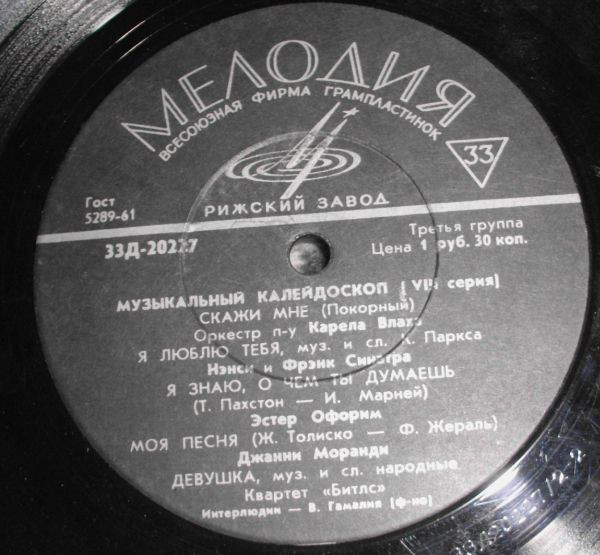 МЕЛОДИЯ
ВСЕСОЮЗНАЯ ФИРМА ГРАМПЛАСТИНОК
33
Гост
5289-61
РИЖСКИЙ ЗАВОД
33Д-20227
Третья группа
Цена 1 руб. 30 коп.
МУЗЫКАЛЬНЫЙ КАЛЕЙДОСКОП [VIII серия]
СКАЖИ МНЕ (Покорный)
Оркестр п-у Карела Влаха
Я ЛЮБЛЮ ТЕБЯ, муз. и сл. К. Паркса
Нэнси и Фрэнк Синатра
Я ЗНАЮ, О ЧЕМ ТЫ ДУМАЕШЬ
(Т. Пахстон — И. Марней)
Эстер Офорим
МОЯ ПЕСНЯ (Ж. Толиско — Ф. Жераль)
Джанни Моранди
ДЕВУШКА, муз. и сл. народные
Квартет «Битлс»
Интерлюдии — В. Гамалия (ф-но)